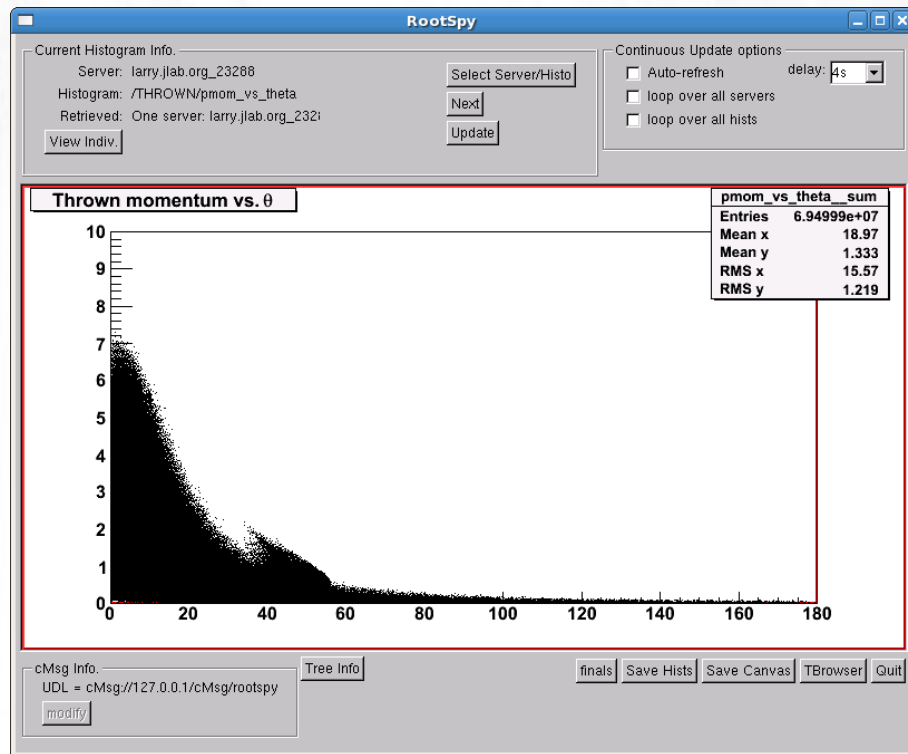 RootSpy
Current Histogram Info.
Server: larry.jlab.org_23288
Histogram: /THROWN/pmom_vs_theta
Retrieved: One server: larry.jlab.org_232
View Indiv.
Select Server/Histo
Next
Update
Continuous Update options
Auto-refresh
delay: 4s
loop over all servers
loop over all hists
Thrown momentum vs. θ
pmom_vs_theta__sum
Entries 6.94999e+07
Mean x 18.97
Mean y 1.333
RMS x 15.57
RMS y 1.219
10
9
8
7
6
5
4
3
2
1
0
0 20 40 60 80 100 120 140 160 180
cMsg Info.
UDL = cMsg://127.0.0.1/cMsg/rootspy
modify
Tree Info
finals Save Hists Save Canvas TBrowser Quit